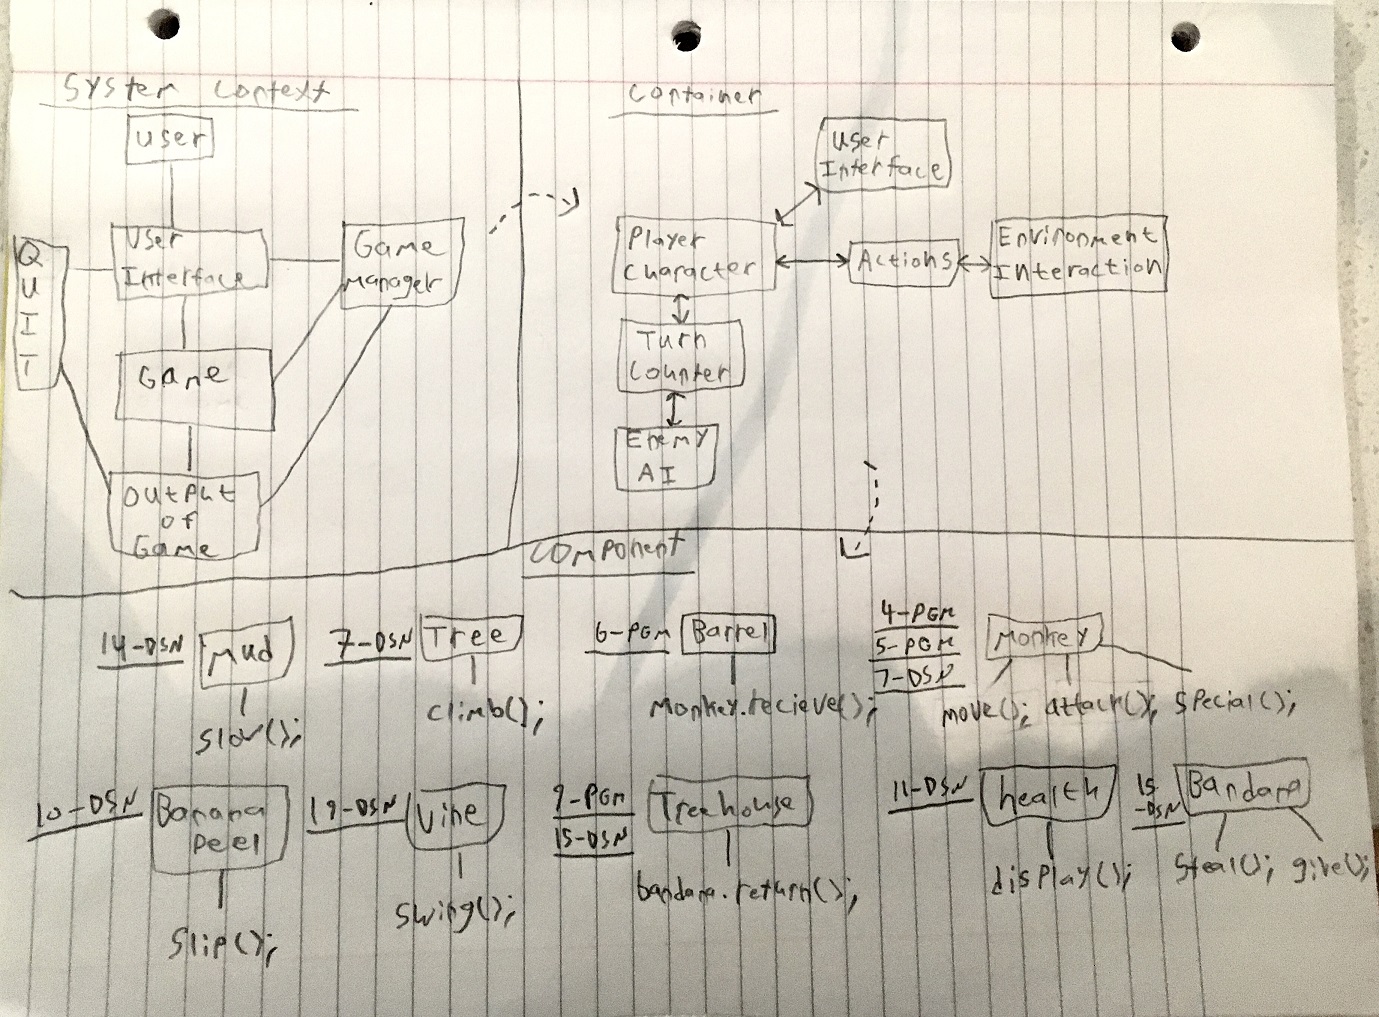 System Context
User
User
Interface
Game
Manager
QUIT
Game
Output
of
Game
Container
User
Interface
Player
Character
Actions
Environment
Interaction
Turn
Counter
Enemy
AI
Component
14-DSN
Mud
slow();
7-DSN
Tree
climb();
6-PGM
Barrel
Monkey.recieve();
4-PGM
5-PGM
7-DSN
Monkey
move(); attack(); special();
10-DSN
Banana
Peel
Slip();
19-DSN
Vine
Swing();
9-PGM
15-DSN
Treehouse
bandana.return();
11-DSN
health
display();
15
-DSN
Bandana
Steal(); give();